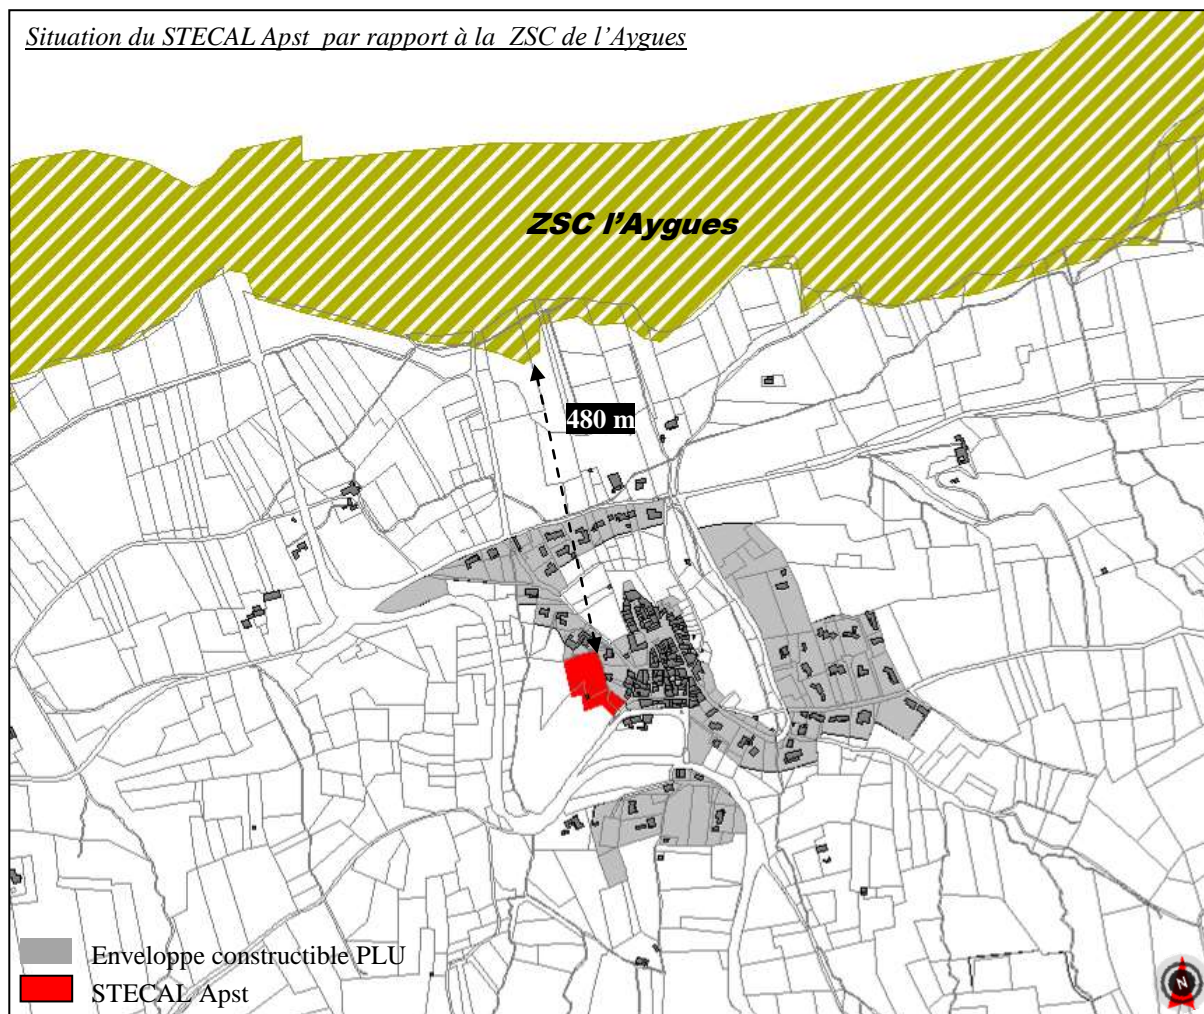 Situation du STECAL Apst par rapport à la ZSC de l'Aygues
ZSC l'Aygues
480 m
Enveloppe constructible PLU
STECAL Apst
N